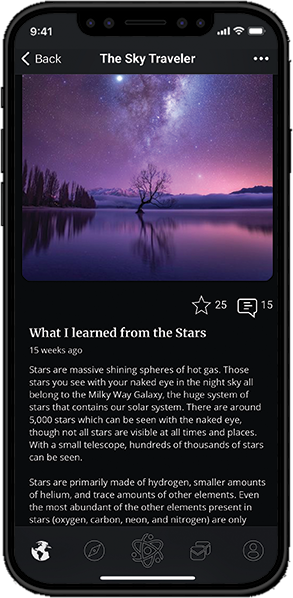 9:41
Back
The Sky Traveler
25
15
What I learned from the Stars
15 weeks ago
Stars are massive shining spheres of hot gas. Those
stars you see with your naked eye in the night sky all
belong to the Milky Way Galaxy, the huge system of
stars that contains our solar system. There are around
5,000 stars which can be seen with the naked eye,
though not all stars are visible at all times and places.
With a small telescope, hundreds of thousands of stars
can be seen.
Stars are primarily made of hydrogen, smaller amounts
of helium, and trace amounts of other elements. Even
the most abundant of the other elements present in
stars (oxygen, carbon, neon, and nitrogen) are only